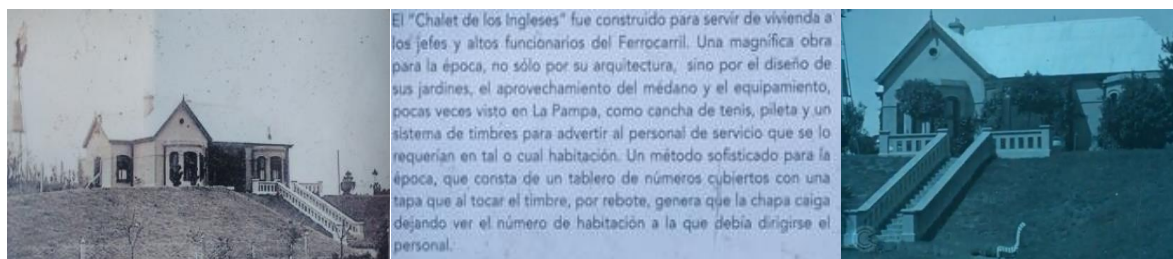 El "Chalet de los Ingleses" fue construido para servir de vivienda a
los jefes y altos funcionarios del Ferrocarril. Una magnífica obra
para la época, no sólo por su arquitectura, sino por el diseño de
sus jardines, el aprovechamiento del médano y el equipamiento,
pocas veces visto en La Pampa, como cancha de tenis, pileta y un
sistema de timbres para advertir al personal de servicio que se lo
requerían en tal o cual habitación. Un método sofisticado para la
época, que consta de un tablero de números cubiertos con una
tapa que al tocar el timbre, por rebote, genera que la chapa caiga
dejando ver el número de habitación a la que debía dirigirse el
personal.